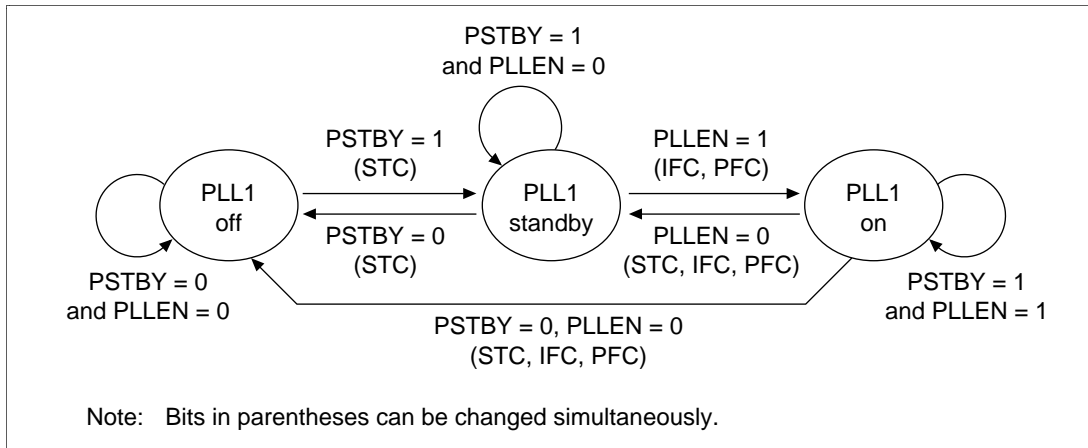 PSTBY = 1
and PLLEN = 0
PSTBY = 1
(STC)
PLLEN = 1
(IFC, PFC)
PLL1
off
PLL1
standby
PLL1
on
PSTBY = 0
(STC)
PLLEN = 0
(STC, IFC, PFC)
PSTBY = 0
and PLLEN = 0
PSTBY = 1
and PLLEN = 1
PSTBY = 0, PLLEN = 0
(STC, IFC, PFC)
Note: Bits in parentheses can be changed simultaneously.